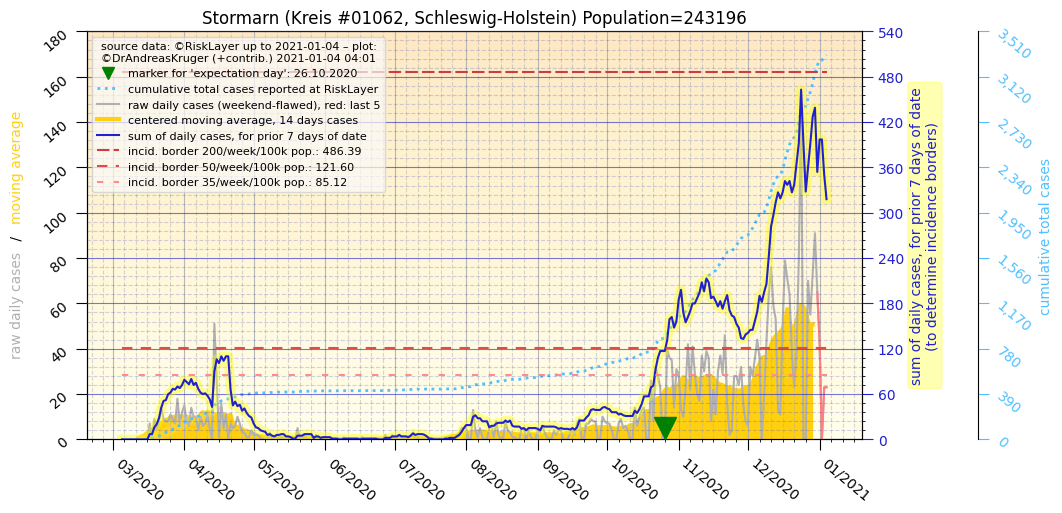 Stormarn (Kreis #01062, Schleswig-Holstein) Population=243196
source data: ©RiskLayer up to 2021-01-04 – plot:
©DrAndreasKruger (+contrib.) 2021-01-04 04:01
marker for 'expectation day': 26.10.2020
cumulative total cases reported at RiskLayer
raw daily cases (weekend-flawed), red: last 5
centered moving average, 14 days cases
sum of daily cases, for prior 7 days of date
incid. border 200/week/100k pop.: 486.39
incid. border 50/week/100k pop.: 121.60
incid. border 35/week/100k pop.: 85.12
raw daily cases / moving average
180
160
140
120
100
80
60
40
20
0
03/2020
04/2020
05/2020
06/2020
07/2020
08/2020
09/2020
10/2020
11/2020
12/2020
01/2021
540
480
420
360
300
240
180
120
60
0
sum of daily cases, for prior 7 days of date
(to determine incidence borders)
3,510
3,120
2,730
2,340
1,950
1,560
1,170
780
390
0
cumulative total cases